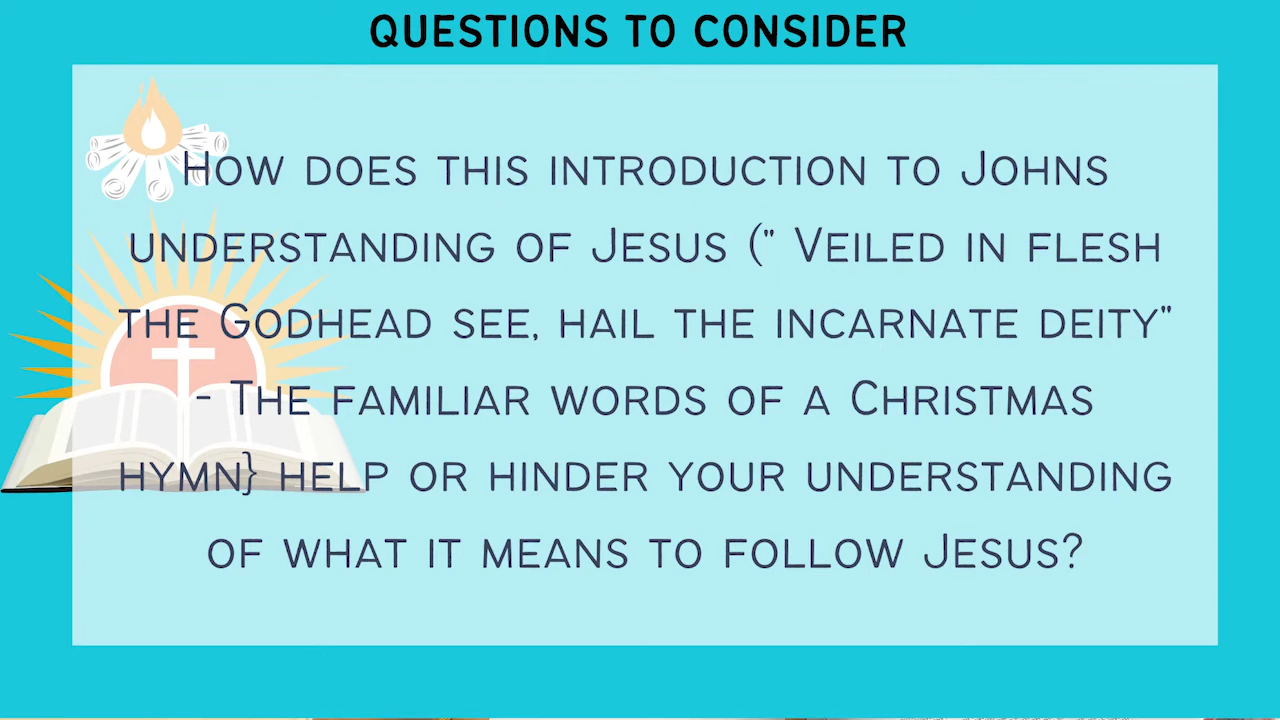 QUESTIONS TO CONSIDER
How does this introduction to Johns
understanding of Jesus (" Veiled in flesh
the Godhead see, hail the incarnate deity"
- The familiar words of a Christmas
hymn} help or hinder your understanding
of what it means to follow Jesus?